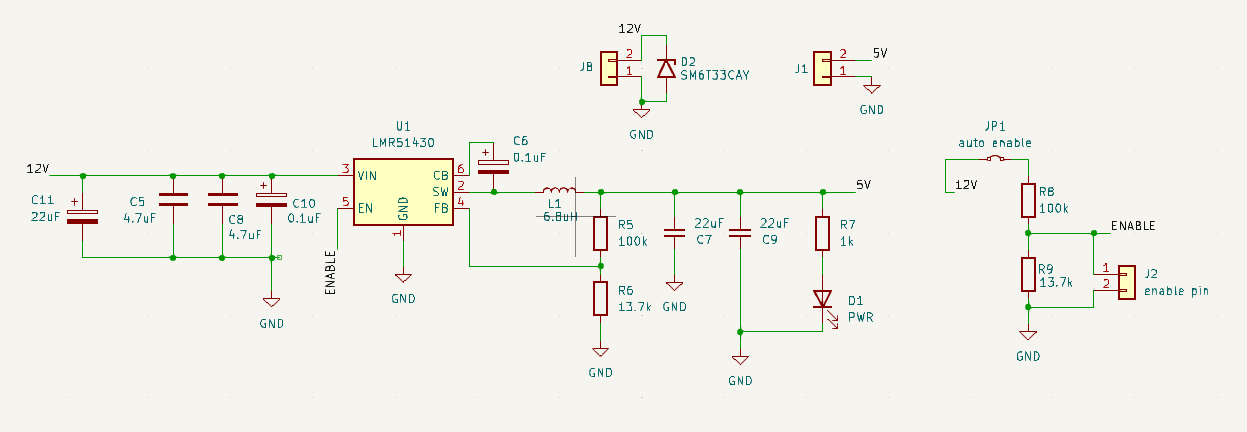 12V
J8
2
1
D2
SM6T33CAY
GND
J1
2
1
5V
GND
U1
LMR51430
12V
3
VIN
5
EN
GND
1
CB
6
SW
2
FB
4
C6
0.1uF
+
C11
22uF
+
C5
4.7uF
C8
4.7uF
+
C10
0.1uF
GND
ENABLE
GND
L1
6.8uH
5V
R5
100k
R6
13.7k
GND
22uF
C7
GND
22uF
C9
GND
R7
1k
D1
PWR
JP1
auto enable
12V
R8
100k
ENABLE
R9
13.7k
1
2
J2
enable pin
GND